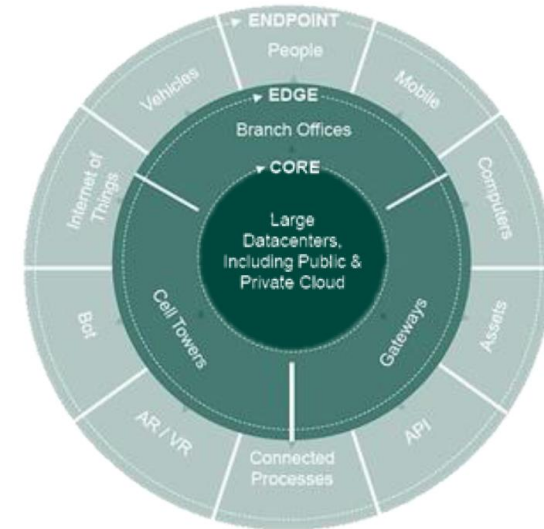 ENDPOINT
People
Mobile
Computers
Assets
API
Connected
Processes
AR / VR
Bot
Internet of
Things
Vehicles
EDGE
Branch Offices
Gateways
Cell Towers
CORE
Large
Datacenters,
Including Public &
Private Cloud